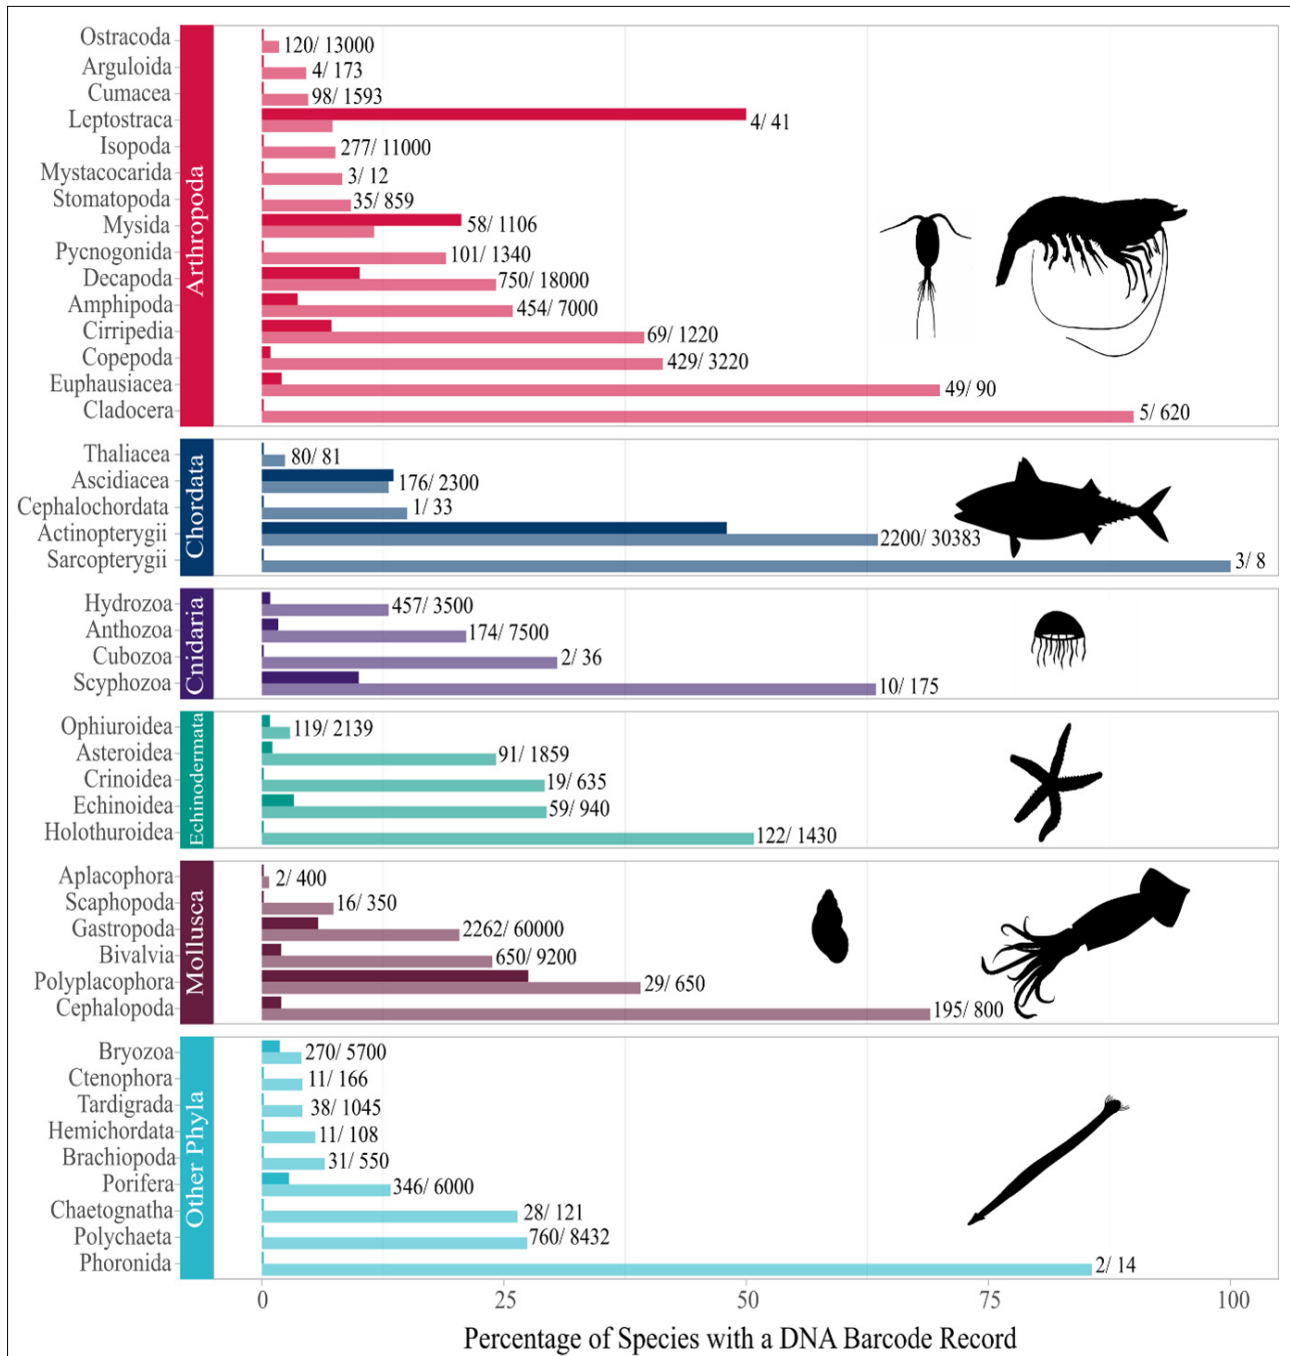 Arthropoda
Ostracoda 120/ 13000
Arguloida 4/ 173
Cumacea 98/ 1593
Leptostraca 4/ 41
Isopoda 277/ 11000
Mystacocarida 3/ 12
Stomatopoda 35/ 859
Mysida 58/ 1106
Pycnogonida 101/ 1340
Decapoda 750/ 18000
Amphipoda 454/ 7000
Cirripedia 69/ 1220
Copepoda 429/ 3220
Euphausiacea 49/ 90
Cladocera 5/ 620
Chordata
Thaliacea 80/ 81
Ascidiacea 176/ 2300
Cephalochordata 1/ 33
Actinopterygii 2200/ 30383
Sarcopterygii 3/ 8
Cnidaria
Hydrozoa 457/ 3500
Anthozoa 174/ 7500
Cubozoa 2/ 36
Scyphozoa 10/ 175
Echinodermata
Ophiuroidea 119/ 2139
Asteroidea 91/ 1859
Crinoidea 19/ 635
Echinoidea 59/ 940
Holothuroidea 122/ 1430
Mollusca
Aplacophora 2/ 400
Scaphopoda 16/ 350
Gastropoda 2262/ 60000
Bivalvia 650/ 9200
Polyplacophora 29/ 650
Cephalopoda 195/ 800
Other Phyla
Bryozoa 270/ 5700
Ctenophora 11/ 166
Tardigrada 38/ 1045
Hemichordata 11/ 108
Brachiopoda 31/ 550
Porifera 346/ 6000
Chaetognatha 28/ 121
Polychaeta 760/ 8432
Phoronida 2/ 14
0 25 50 75 100
Percentage of Species with a DNA Barcode Record